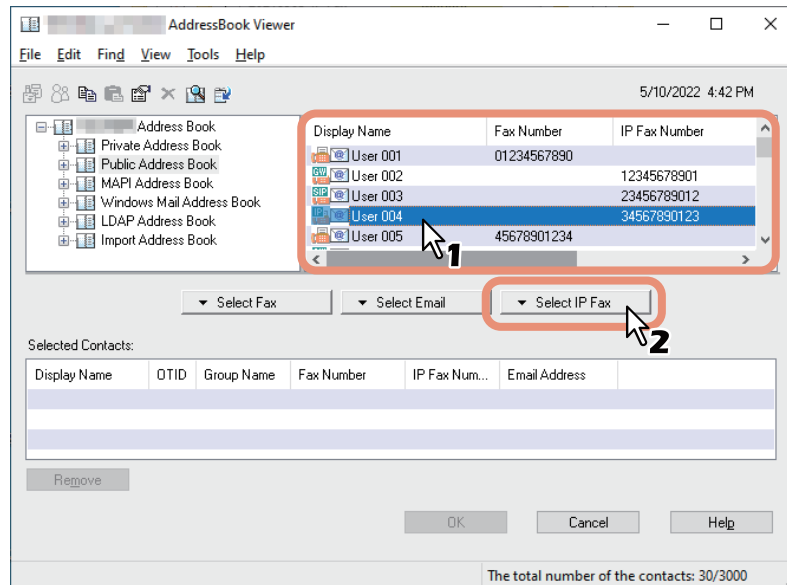 AddressBook Viewer
File Edit Find View Tools Help
5/10/2022 4:42 PM
Address Book
Private Address Book
Public Address Book
MAPI Address Book
Windows Mail Address Book
LDAP Address Book
Import Address Book
Display Name Fax Number IP Fax Number
User 001 01234567890
GW User 002 12345678901
SIP User 003 23456789012
IP User 004 34567890123
User 005 45678901234
1
Select Fax Select Email Select IP Fax
2
Selected Contacts:
Display Name OTID Group Name Fax Number IP Fax Num... Email Address
Remove
OK Cancel Help
The total number of the contacts: 30/3000